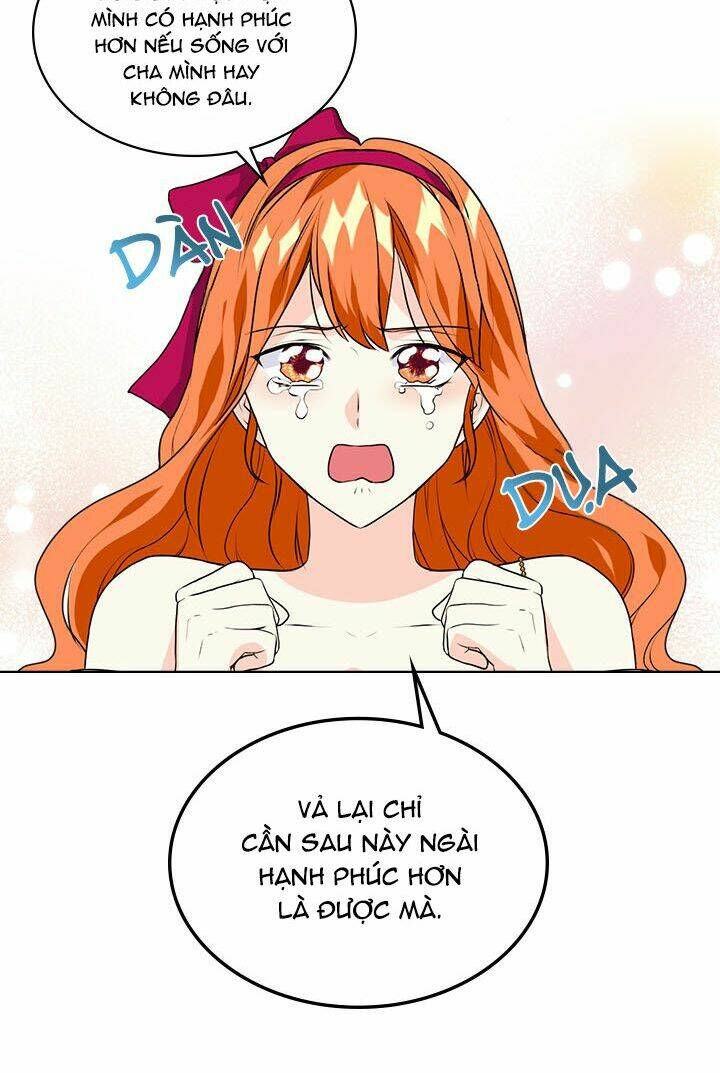 MÌNH CÓ HẠNH PHÚC
HƠN NẾU SỐNG VỚI
CHA MÌNH HAY
KHÔNG ĐÂU.
DÀN
DỤA
VẢ LẠI CHỈ
CẦN SAU NÀY NGÀI
HẠNH PHÚC HƠN
LÀ ĐƯỢC MÀ.